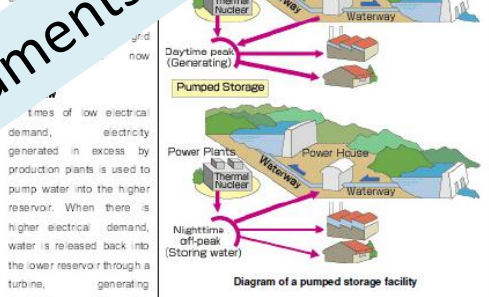 uments
grid
now
times of low electrical
demand, electricity
generated in excess by
production plants is used to
pump water into the higher
reservoir. When there is
higher electrical demand,
water is released back into
the lower reservoir through a
turbine, generating
Thermal
Nuclear
Waterway
Daytime peak
(Generating)
Pumped Storage
Power Plants
Thermal
Nuclear
Waterway
Power House
Waterway
Nighttime
off-peak
(Storing water)
Diagram of a pumped storage facility